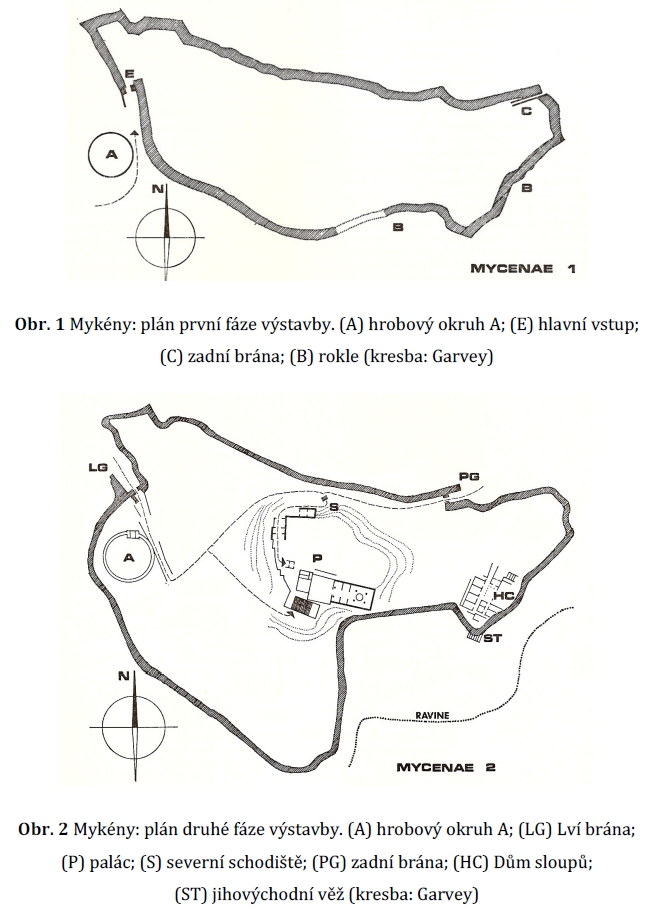 E
C
A
N
B
B
MYCENAE 1
Obr. 1 Mykény: plán první fáze výstavby. (A) hrobový okruh A; (E) hlavní vstup;
(C) zadní brána; (B) rokle (kresba: Garvey)
LG
PG
S
A
P
HC
ST
N
RAVINE
MYCENAE 2
Obr. 2 Mykény: plán druhé fáze výstavby. (A) hrobový okruh A; (LG) Lví brána;
(P) palác; (S) severní schodiště; (PG) zadní brána; (HC) Dům sloupů;
(ST) jihovýchodní věž (kresba: Garvey)